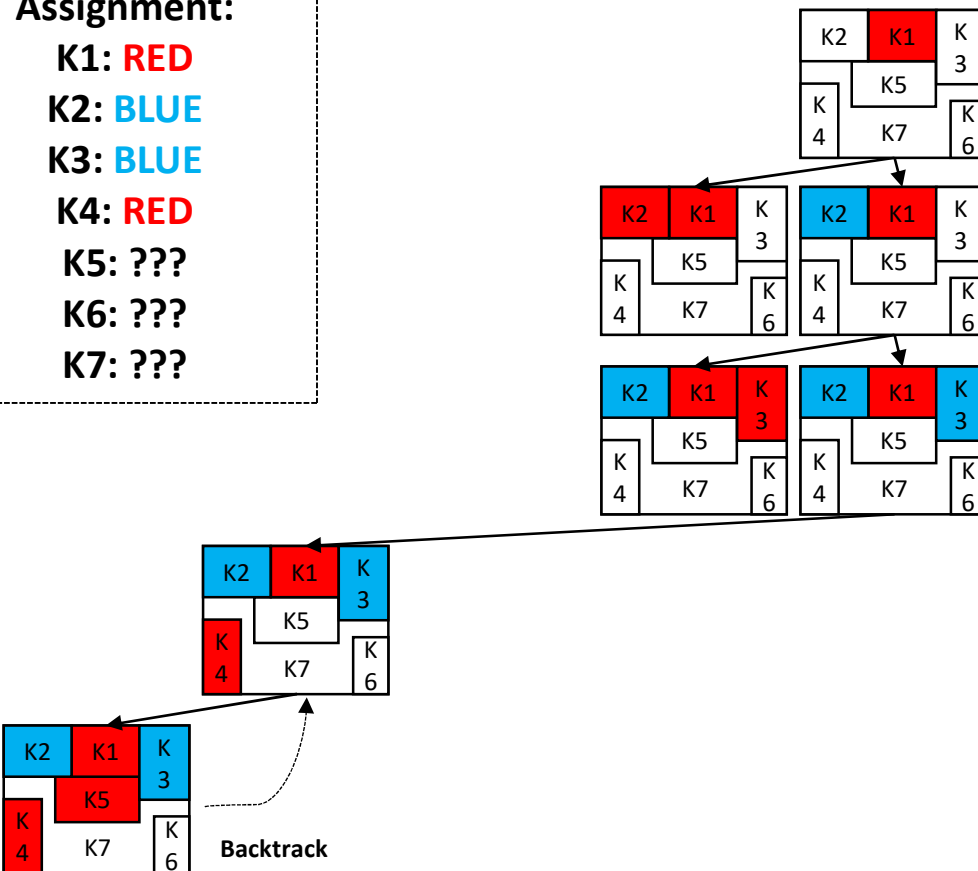 Assignment:
K1: RED
K2: BLUE
K3: BLUE
K4: RED
K5: ???
K6: ???
K7: ???
K2 K1 K
3
K5
K
4
K7
K
6
K2 K1 K
3
K5
K
4
K7
K
6
K2 K1 K
3
K5
K
4
K7
K
6
K2 K1 K
3
K5
K
4
K7
K
6
K2 K1 K
3
K5
K
4
K7
K
6
K2 K1 K
3
K5
K
4
K7
K
6
K2 K1 K
3
K5
K
4
K7
K
6
Backtrack